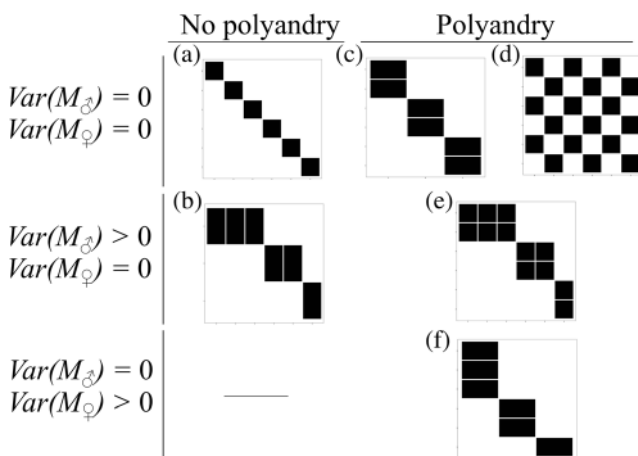 No polyandry Polyandry
(a) (c) (d)
Var(M♂) = 0
Var(M♀) = 0
(b) (e)
Var(M♂) > 0
Var(M♀) = 0
(f)
Var(M♂) = 0
Var(M♀) > 0